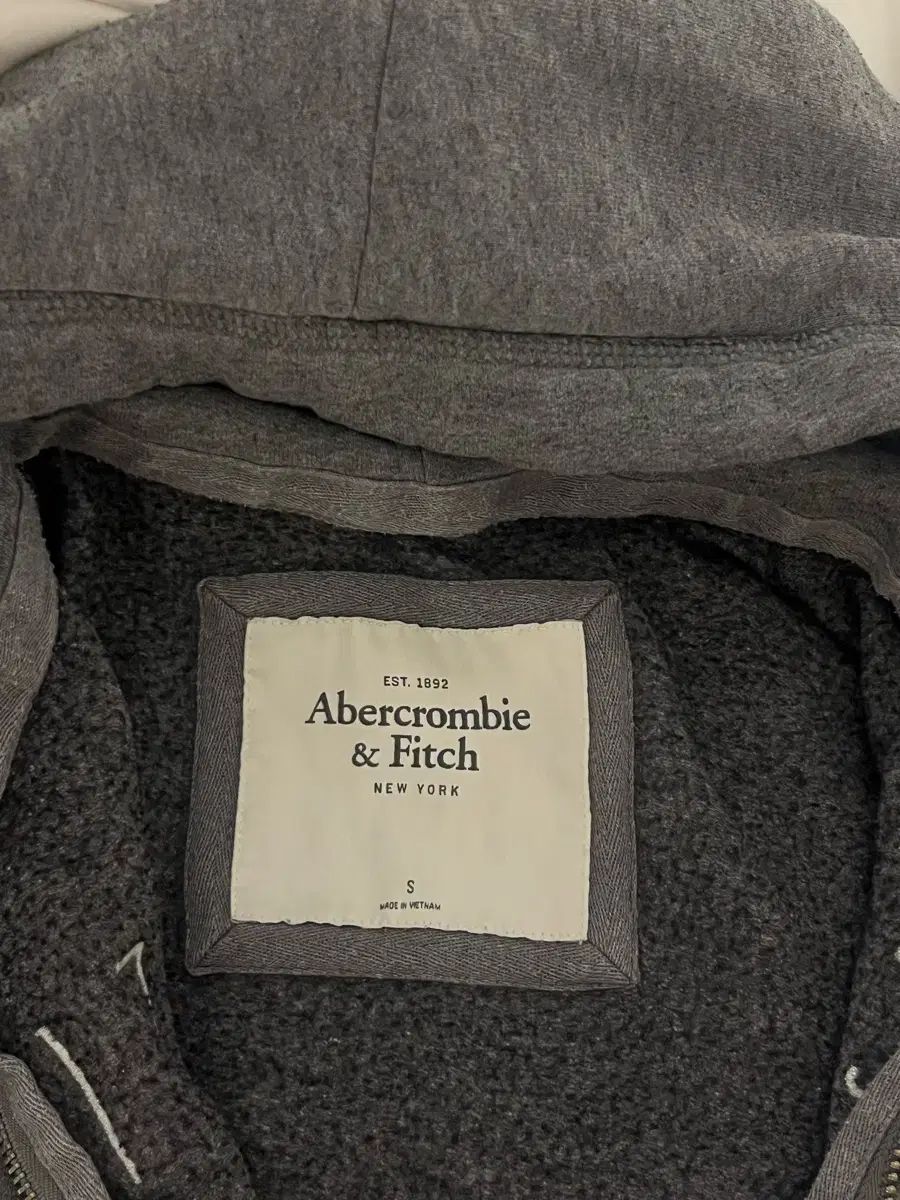 EST. 1892
Abercrombie
& Fitch
NEW YORK
S
MADE IN VIETNAM